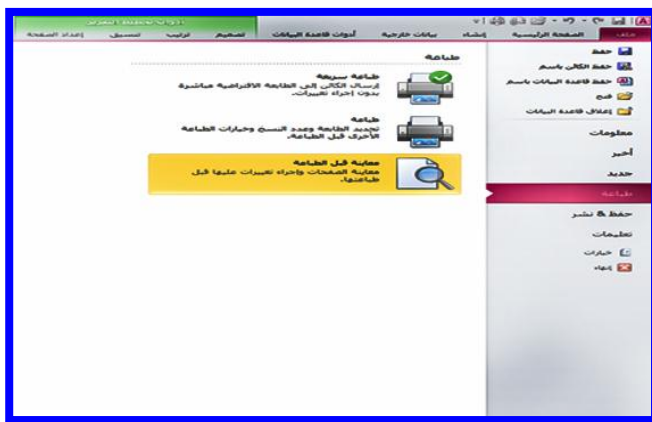 أدوات تخطيط التقرير
ملف
الصفحة الرئيسية
إنشاء
بيانات خارجية
أدوات قاعدة البيانات
تصميم
ترتيب
تنسيق
إعداد الصفحة
حفظ
حفظ الكائن باسم
حفظ قاعدة البيانات باسم
فتح
إغلاق قاعدة البيانات
معلومات
أخير
جديد
طباعة
حفظ & نشر
تعليمات
خيارات
إنهاء
طباعة
طباعة سريعة
إرسال الكائن إلى الطابعة الافتراضية مباشرة
بدون إجراء تغييرات.
طباعة
تحديد الطابعة وعدد النسخ وخيارات الطباعة
الأخرى قبل الطباعة.
معاينة قبل الطباعة
معاينة الصفحات وإجراء تغييرات عليها قبل
طباعتها.